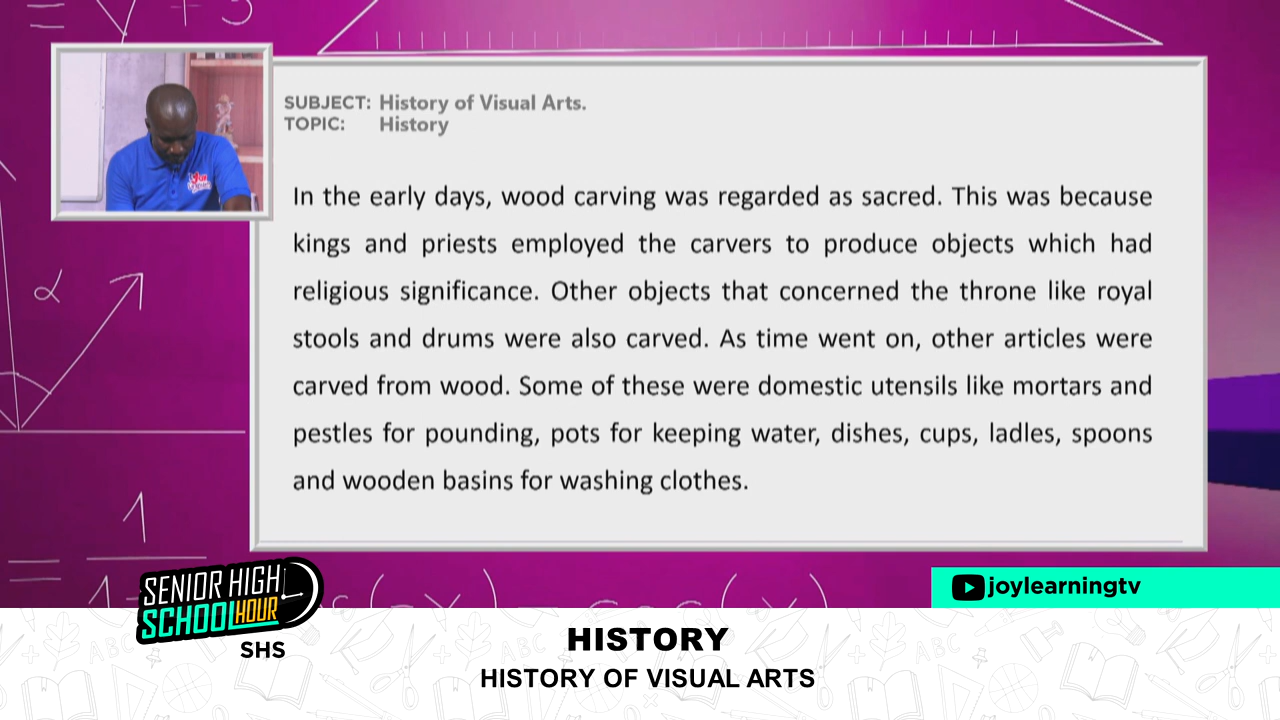 SUBJECT: History of Visual Arts.
TOPIC: History
In the early days, wood carving was regarded as sacred. This was because
kings and priests employed the carvers to produce objects which had
religious significance. Other objects that concerned the throne like royal
stools and drums were also carved. As time went on, other articles were
carved from wood. Some of these were domestic utensils like mortars and
pestles for pounding, pots for keeping water, dishes, cups, ladles, spoons
and wooden basins for washing clothes.
α
1
SENIOR HIGH
SCHOOL HOUR
SHS
joylearningtv
HISTORY
HISTORY OF VISUAL ARTS